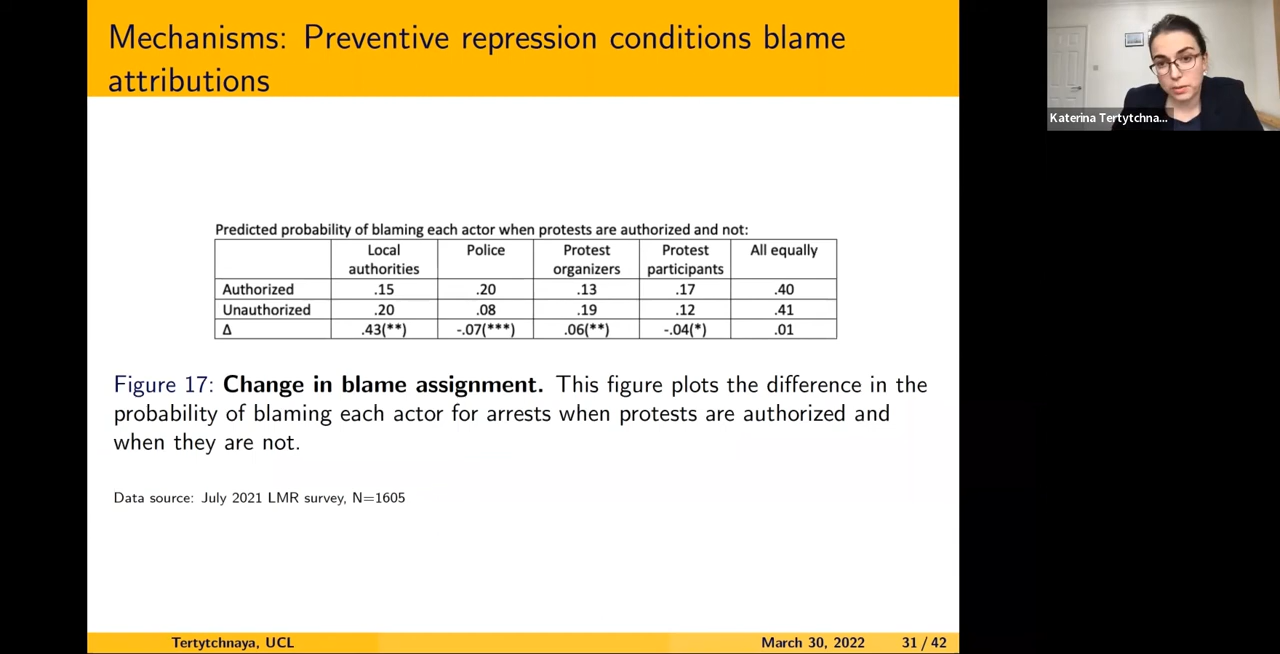 Mechanisms: Preventive repression conditions blame
attributions
Katerina Tertytchna...
Predicted probability of blaming each actor when protests are authorized and not:
Local authorities Police Protest organizers Protest participants All equally
Authorized .15 .20 .13 .17 .40
Unauthorized .20 .08 .19 .12 .41
Δ .43(**) -.07(***) .06(**) -.04(*) .01
Figure 17: Change in blame assignment. This figure plots the difference in the
probability of blaming each actor for arrests when protests are authorized and
when they are not.
Data source: July 2021 LMR survey, N=1605
Tertytchnaya, UCL March 30, 2022 31 / 42